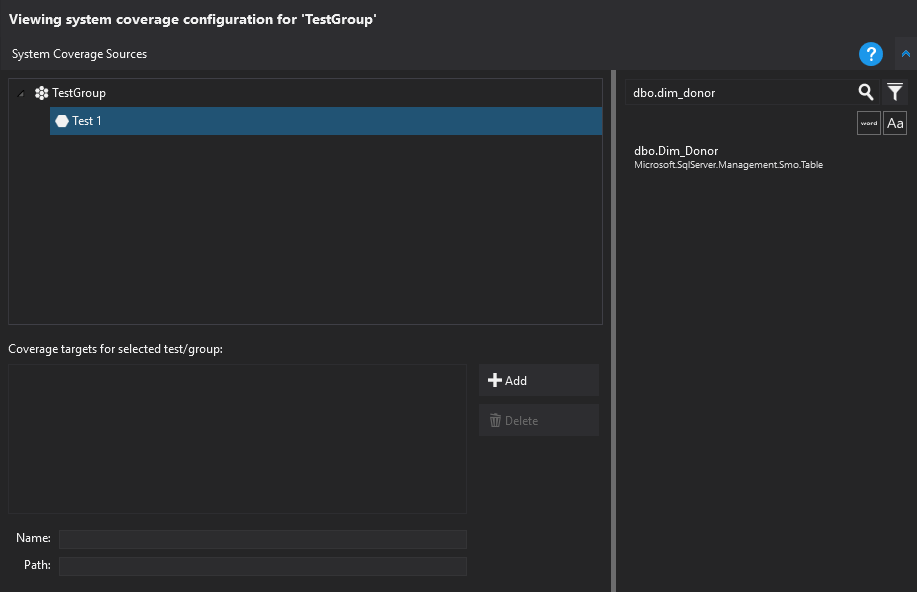 Viewing system coverage configuration for 'TestGroup'
System Coverage Sources
?
TestGroup
Test 1
Coverage targets for selected test/group:
Add
Delete
Name:
Path:
dbo.dim_donor
word
Aa
dbo.Dim_Donor
Microsoft.SqlServer.Management.Smo.Table